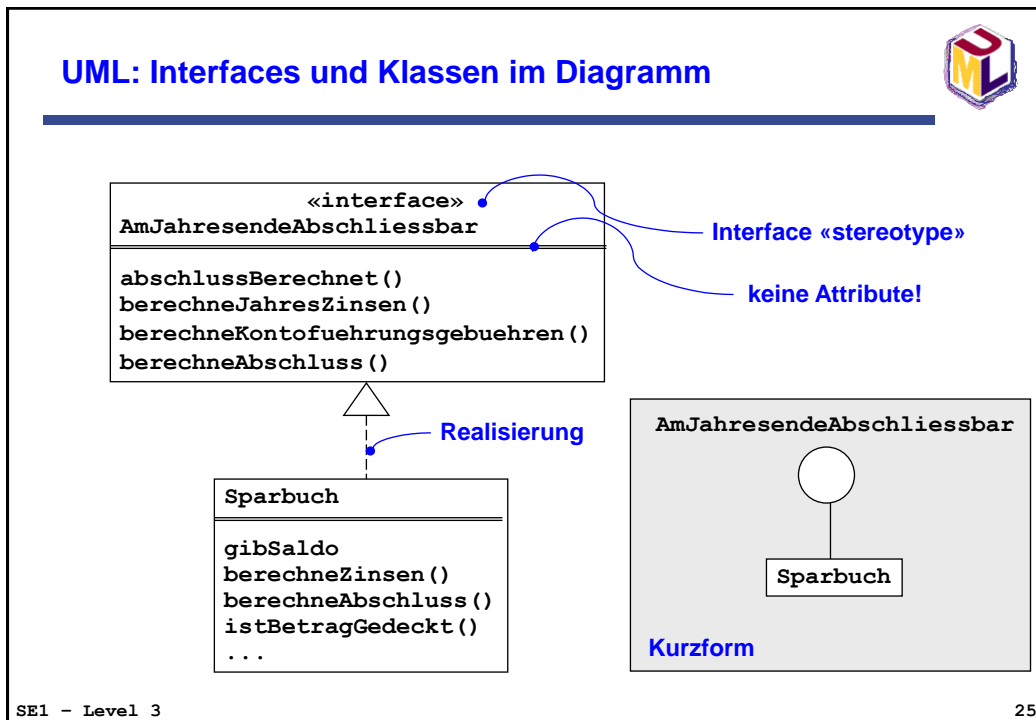 UML: Interfaces und Klassen im Diagramm
UML
«interface»
AmJahresendeAbschliessbar
abschlussBerechnet()
berechneJahresZinsen()
berechneKontofuehrungsgebuehren()
berechneAbschluss()
Interface «stereotype»
keine Attribute!
Realisierung
Sparbuch
gibSaldo
berechneZinsen()
berechneAbschluss()
istBetragGedeckt()
...
AmJahresendeAbschliessbar
Sparbuch
Kurzform
SE1 – Level 3
25